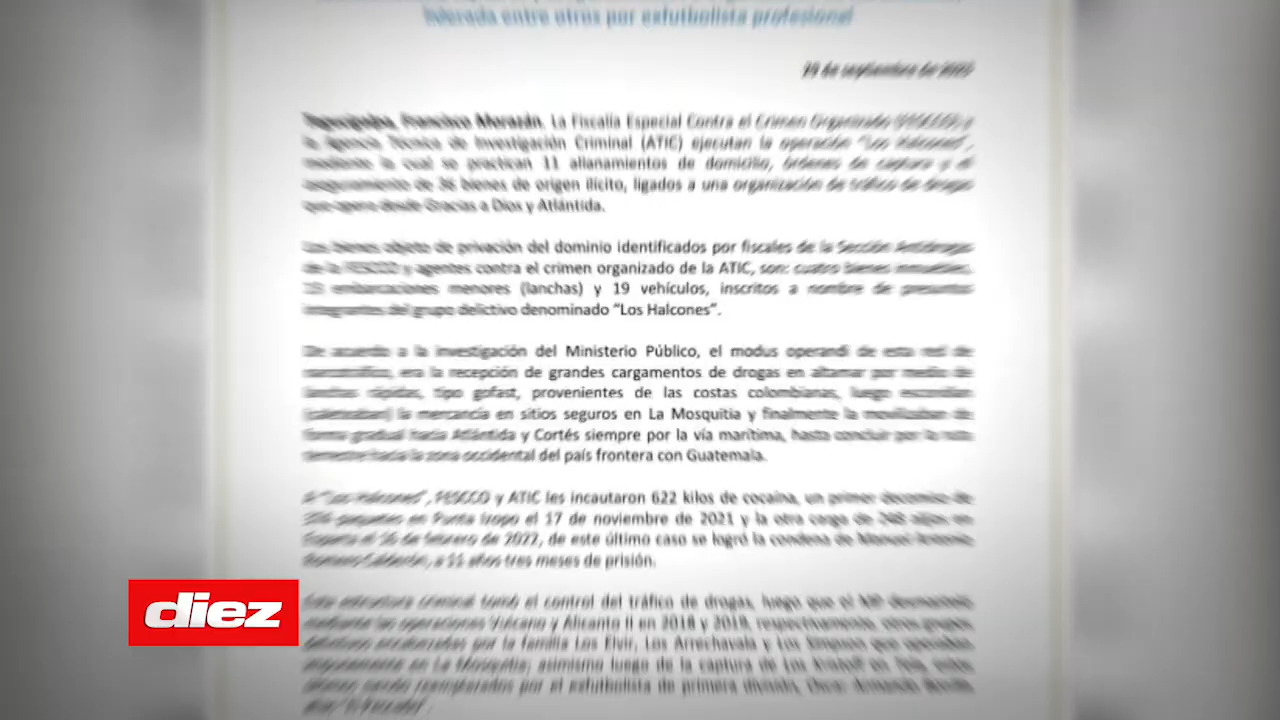 liderada entre otros por exfutbolista profesional
de septiembre de
Tegucigalpa, Francisco Morazán. La Fiscalía Especial Contra el Crimen Organizado (FESCCO) y
la Agencia Técnica de Investigación Criminal (ATIC) ejecutan la operación "Los Halcones",
mediante la cual se practican 11 allanamientos de domicilio, órdenes de captura y el
aseguramiento de 36 bienes de origen ilícito, ligados a una organización de tráfico de drogas
que opera desde Gracias a Dios y Atlántida.
Los bienes objeto de privación del dominio identificados por fiscales de la Sección Antidrogas
de la FESCCO y agentes contra el crimen organizado de la ATIC, son: cuatro bienes inmuebles,
13 embarcaciones menores (lanchas) y 19 vehículos, inscritos a nombre de presuntos
integrantes del grupo delictivo denominado “Los Halcones”.
De acuerdo a la investigación del Ministerio Público, el modus operandi de esta red de
narcotráfico, era la recepción de grandes cargamentos de drogas en altamar por medio de
lanchas rápidas, tipo gofast, provenientes de las costas colombianas, luego escondían
(caleteaban) la mercancía en sitios seguros en La Mosquitia y finalmente la movilizaban de
forma gradual hacia Atlántida y Cortés siempre por la vía marítima, hasta concluir por la ruta
terrestre hacia la zona occidental del país frontera con Guatemala.
A “Los Halcones”, FESCCO y ATIC les incautaron 622 kilos de cocaína, un primer decomiso de
paquetes en Punta Izopo el 17 de noviembre de 2021 y la otra carga de en
el 16 de febrero de 2022, de este último caso se logró la condena de Manuel Antonio
Romero Calderón, a 11 años tres meses de prisión.
Esta estructura criminal tomó el control del tráfico de drogas, luego que el MP
mediante las operaciones Vulcano y Alicanto II en 2018 y 2019, respectivamente, otros grupos
por la familia Los Elvir, Los Arrechavala y Los que operaban
en La Mosquitia; asimismo luego de la captura de Los en Tela,
siendo reemplazados por el exfutbolista de primera división, Oscar Armando
diez